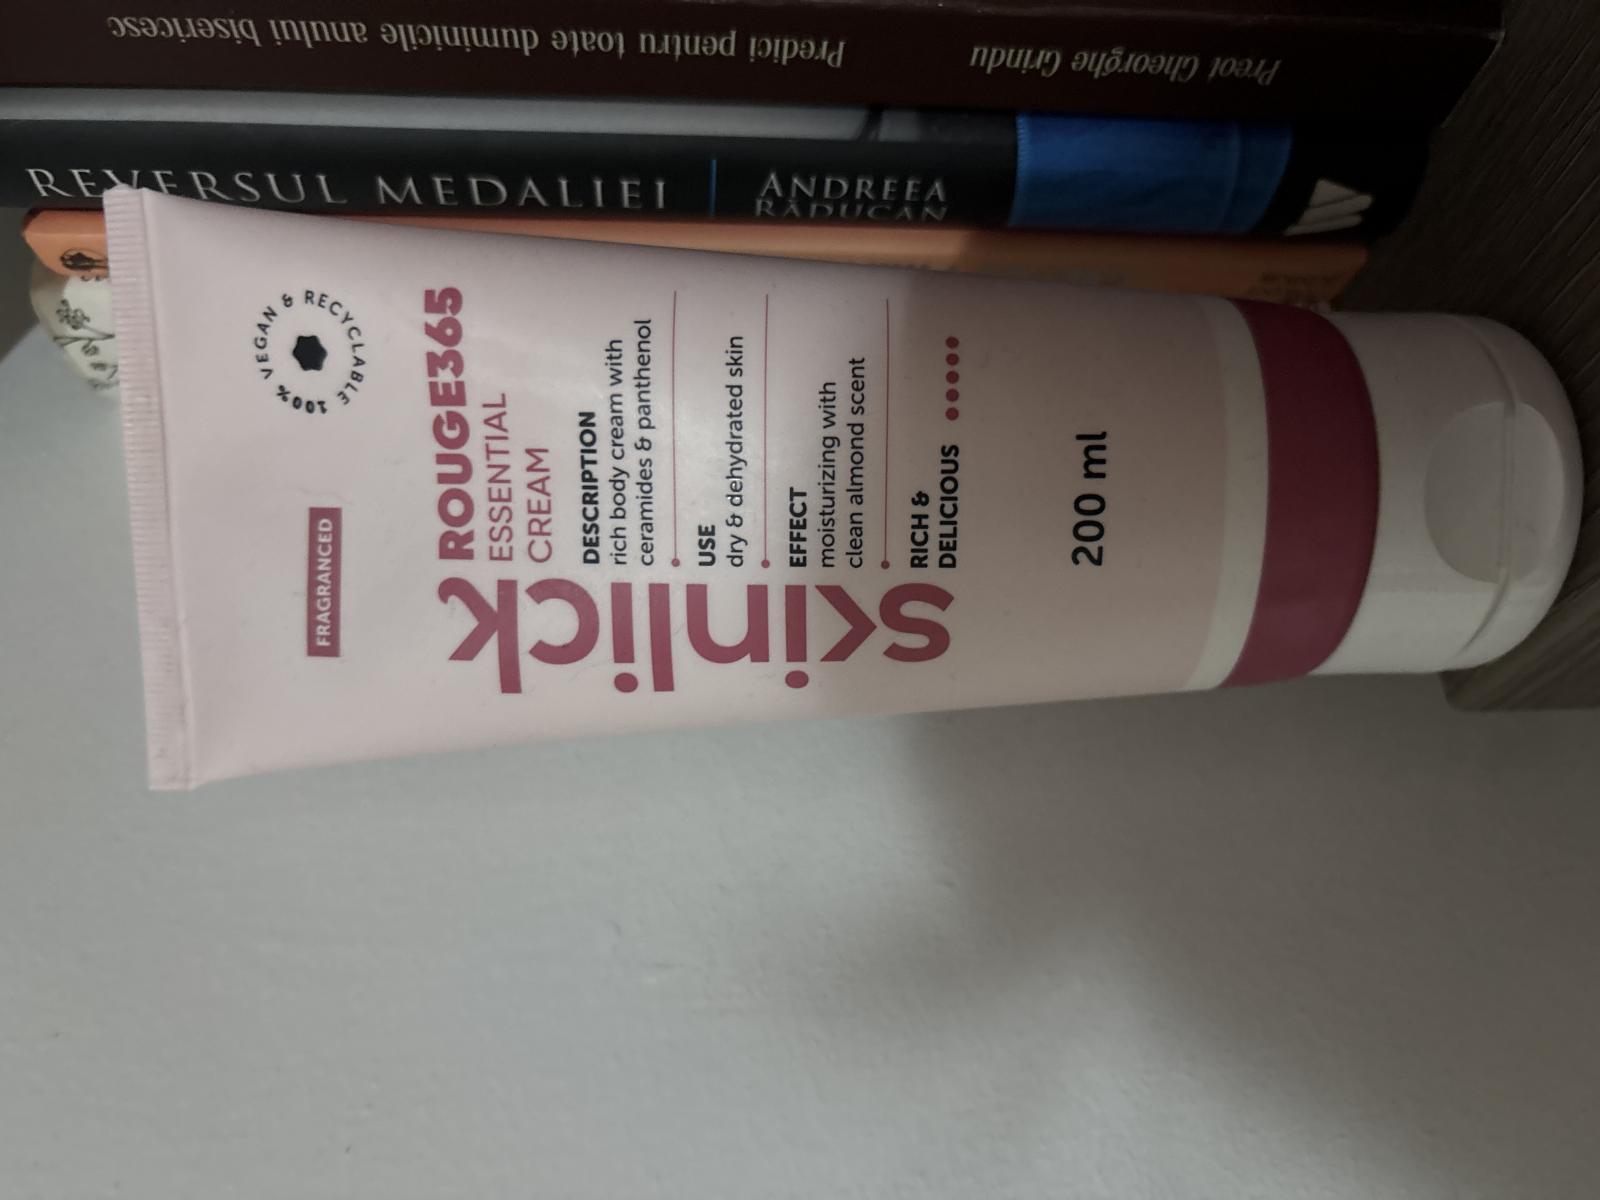 Preot Gheorghe Grindu
Predici pentru toate duminicile anului bisericesc
REVERSUL MEDALIEI
ANDREEA
RĂDUCAN
100% VEGAN & RECYCLABLE
FRAGRANCED
skinlick
ROUGE365
ESSENTIAL
CREAM
DESCRIPTION
rich body cream with
ceramides & panthenol
USE
dry & dehydrated skin
EFFECT
moisturizing with
clean almond scent
RICH &
DELICIOUS
200 ml